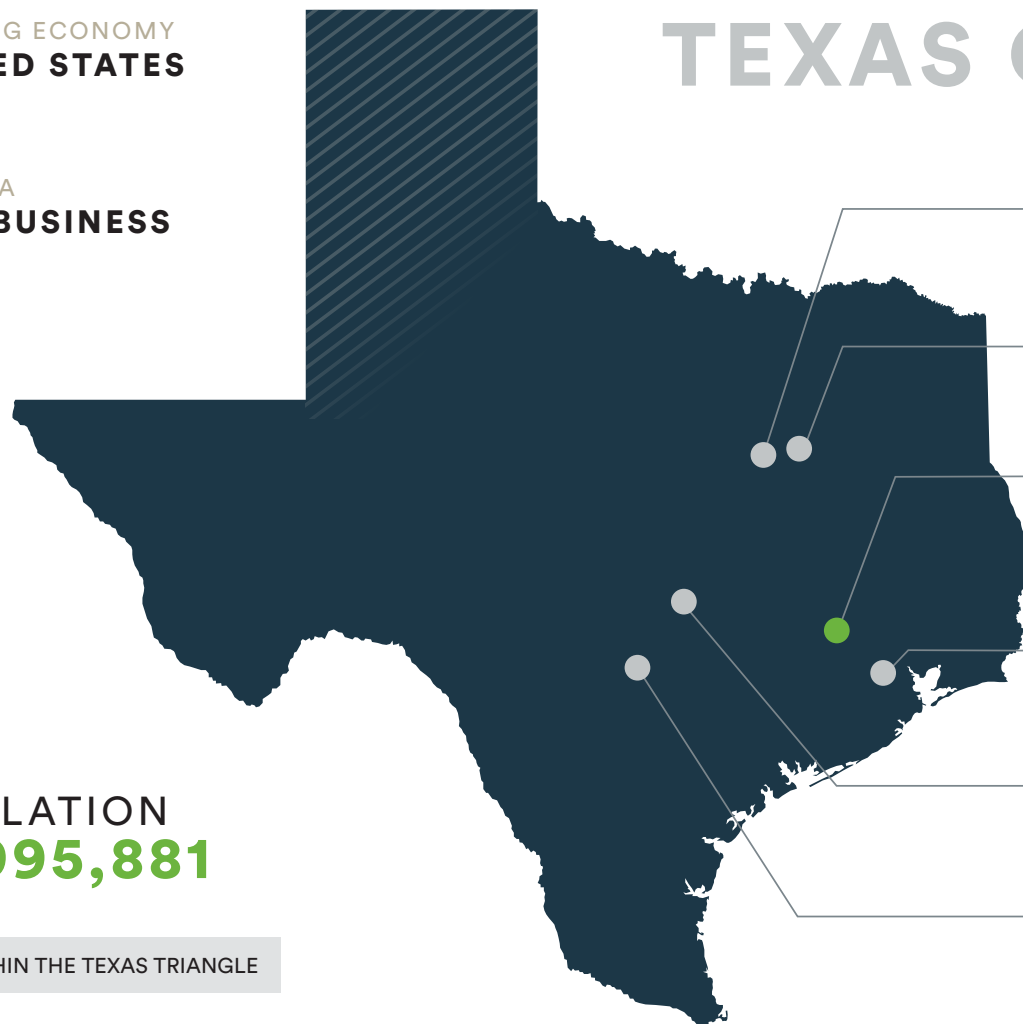 G ECONOMY
ED STATES
A
BUSINESS
TEXAS
LATION
95,881
HIN THE TEXAS TRIANGLE